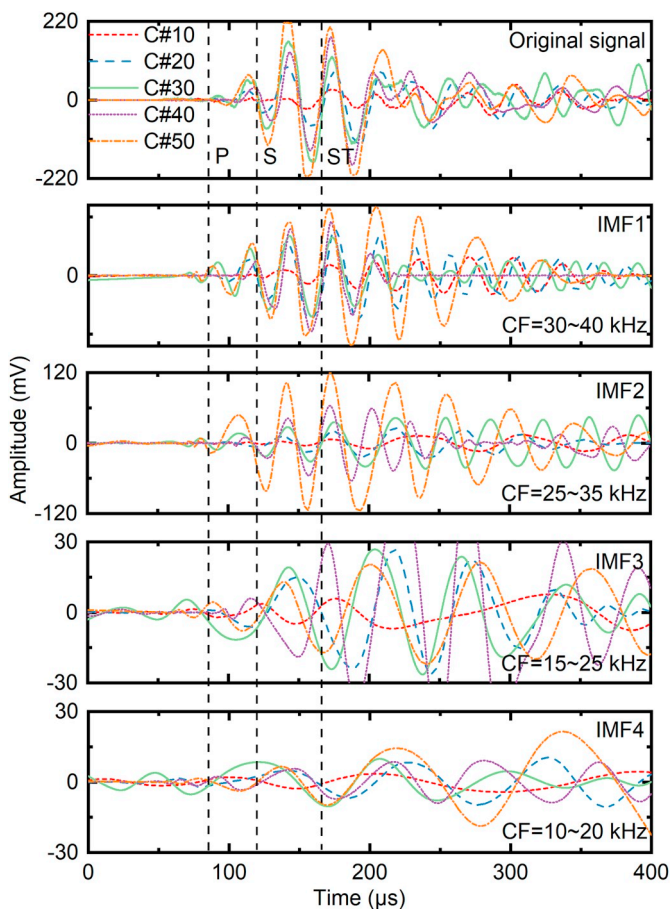 220
C#10
Original signal
C#20
0
C#30
C#40
C#50
P
S
ST
-220
IMF1
0
CF=30~40 kHz
120
IMF2
0
CF=25~35 kHz
-120
30
IMF3
0
CF=15~25 kHz
-30
30
IMF4
0
CF=10~20 kHz
-30
0
100
200
300
400
Amplitude (mV)
Time (μs)